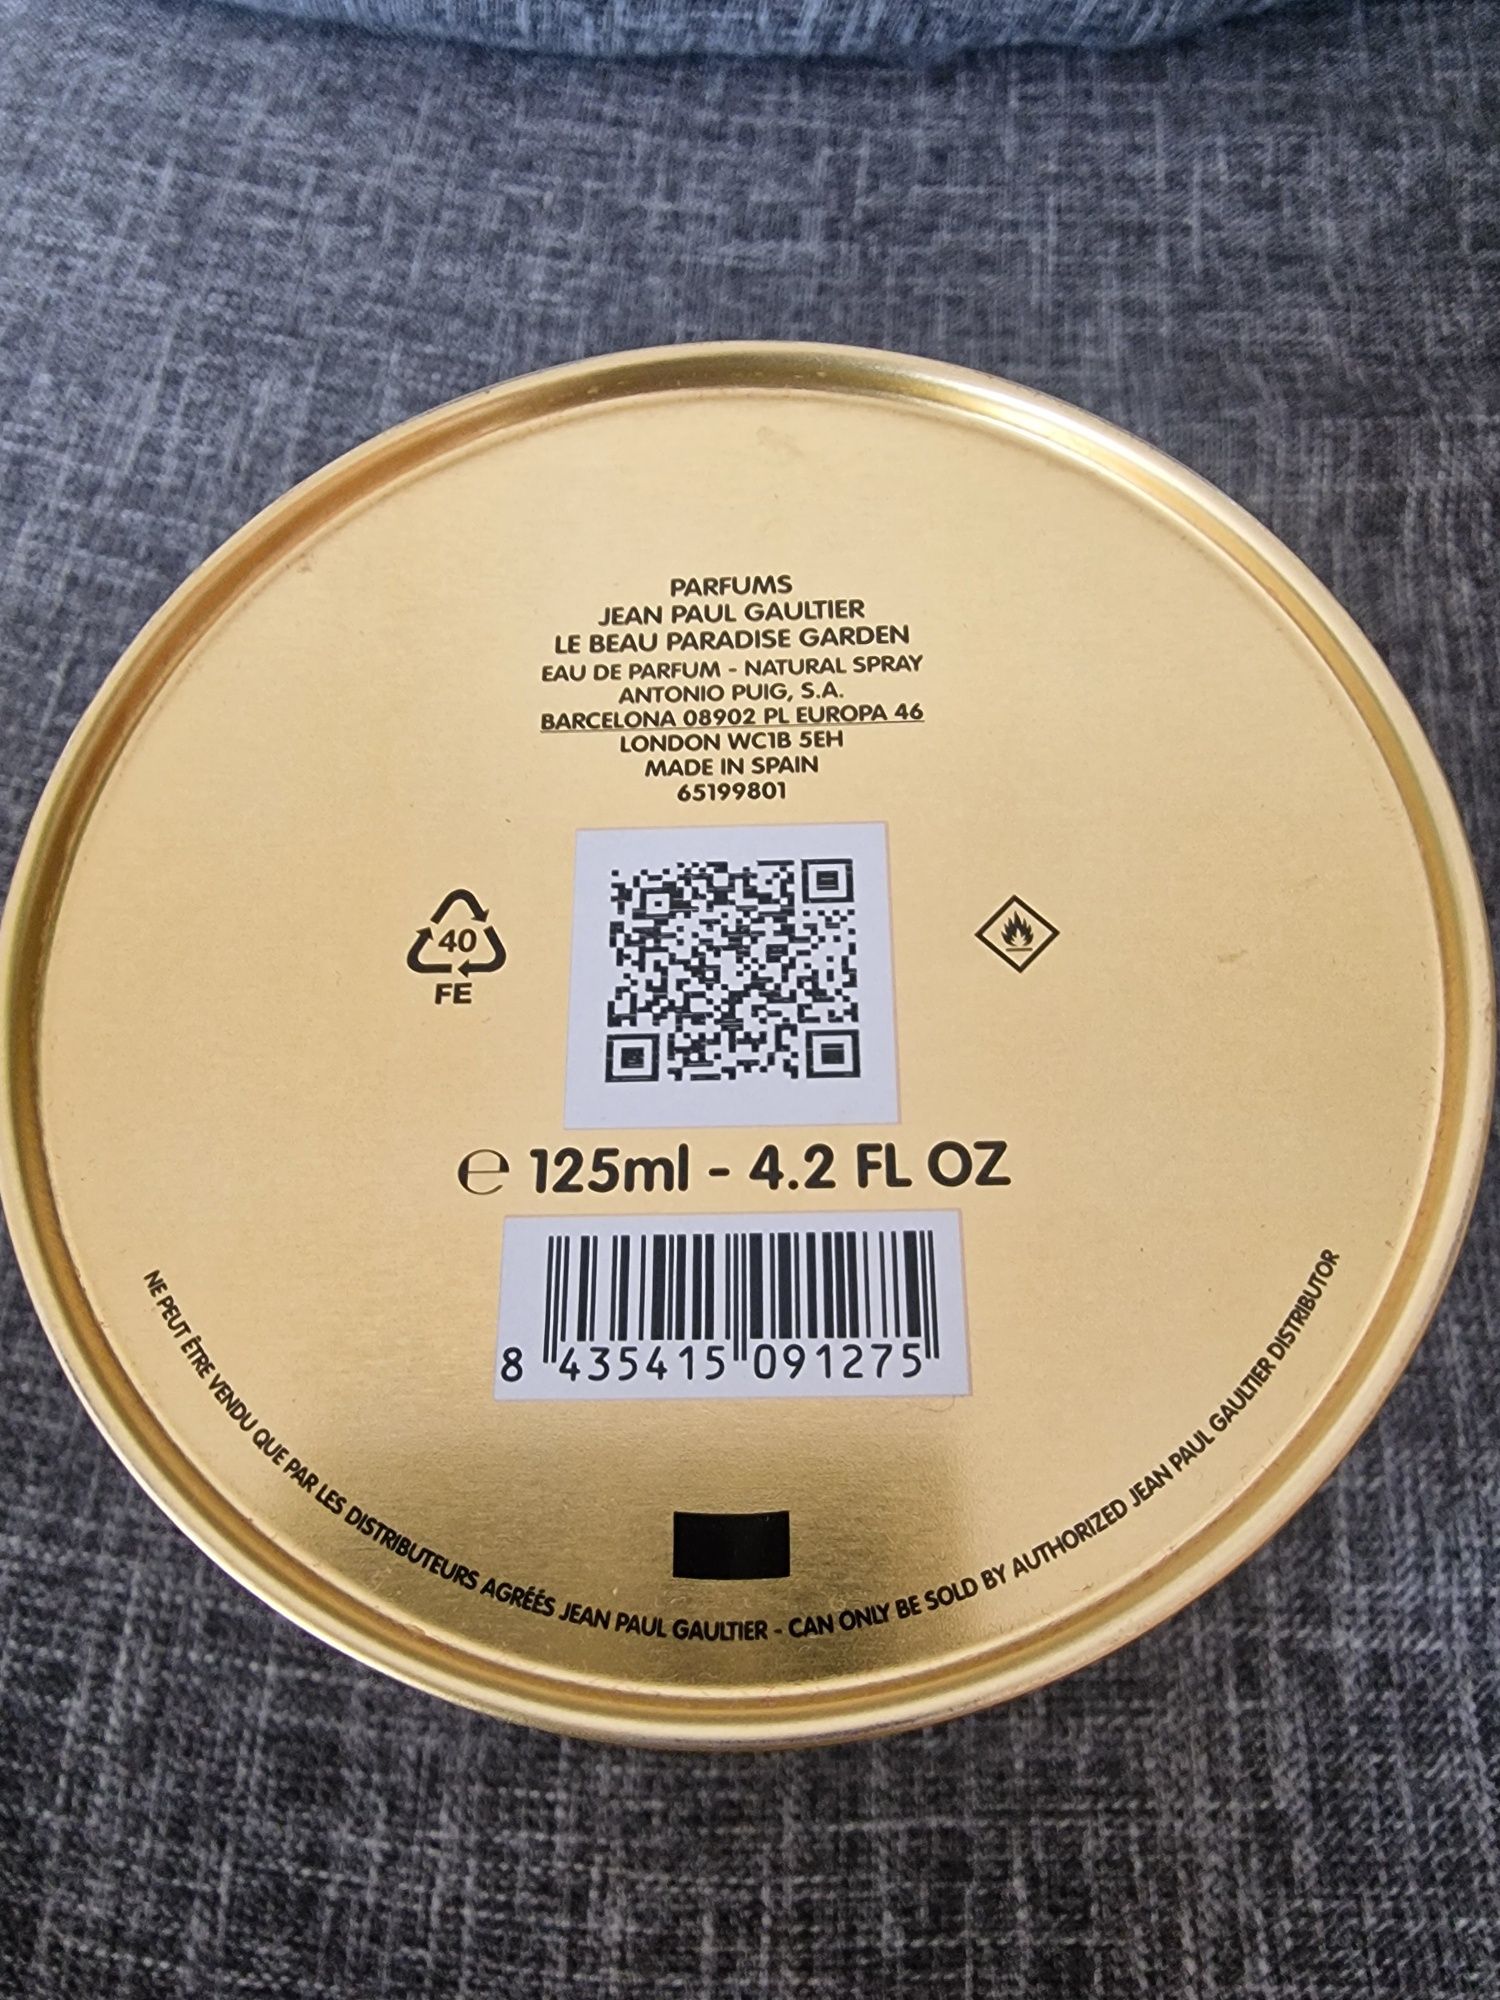 PARFUMS
JEAN PAUL GAULTIER
LE BEAU PARADISE GARDEN
EAU DE PARFUM - NATURAL SPRAY
ANTONIO PUIG, S.A.
BARCELONA 08902 PL EUROPA 46
LONDON WC1B 5EH
MADE IN SPAIN
65199801
40
FE
℮ 125ml - 4.2 FL OZ
8 435415 091275
NE PEUT ÊTRE VENDU QUE PAR LES DISTRIBUTEURS AGRÉÉS JEAN PAUL GAULTIER - CAN ONLY BE SOLD BY AUTHORIZED JEAN PAUL GAULTIER DISTRIBUTOR